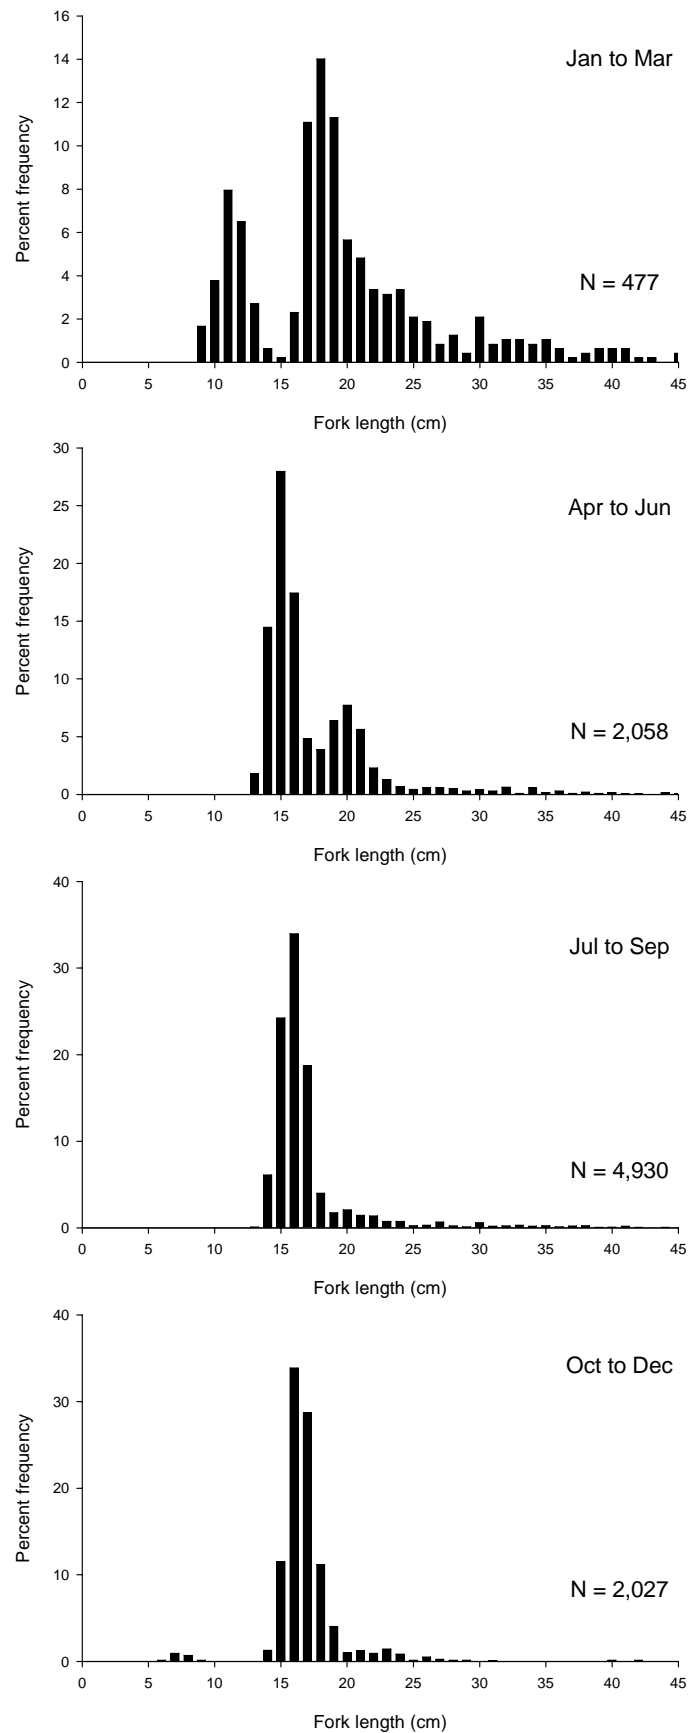 16
Jan to Mar
14
12
10
8
6
N = 477
4
2
0
0 5 10 15 20 25 30 35 40 45
Percent frequency
Fork length (cm)
30
Apr to Jun
25
20
15
10
N = 2,058
5
0
0 5 10 15 20 25 30 35 40 45
Percent frequency
Fork length (cm)
40
Jul to Sep
30
20
10
N = 4,930
0
0 5 10 15 20 25 30 35 40 45
Percent frequency
Fork length (cm)
40
Oct to Dec
30
20
10
N = 2,027
0
0 5 10 15 20 25 30 35 40 45
Percent frequency
Fork length (cm)